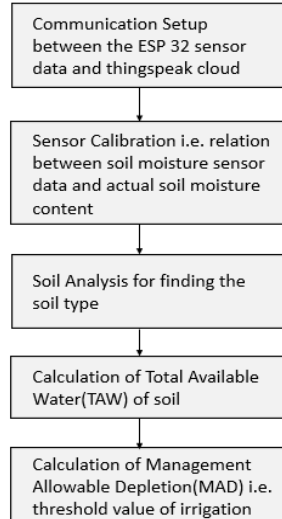 Communication Setup
between the ESP 32 sensor
data and thingspeak cloud
Sensor Calibration i.e. relation
between soil moisture sensor
data and actual soil moisture
content
Soil Analysis for finding the
soil type
Calculation of Total Available
Water(TAW) of soil
Calculation of Management
Allowable Depletion(MAD) i.e.
threshold value of irrigation